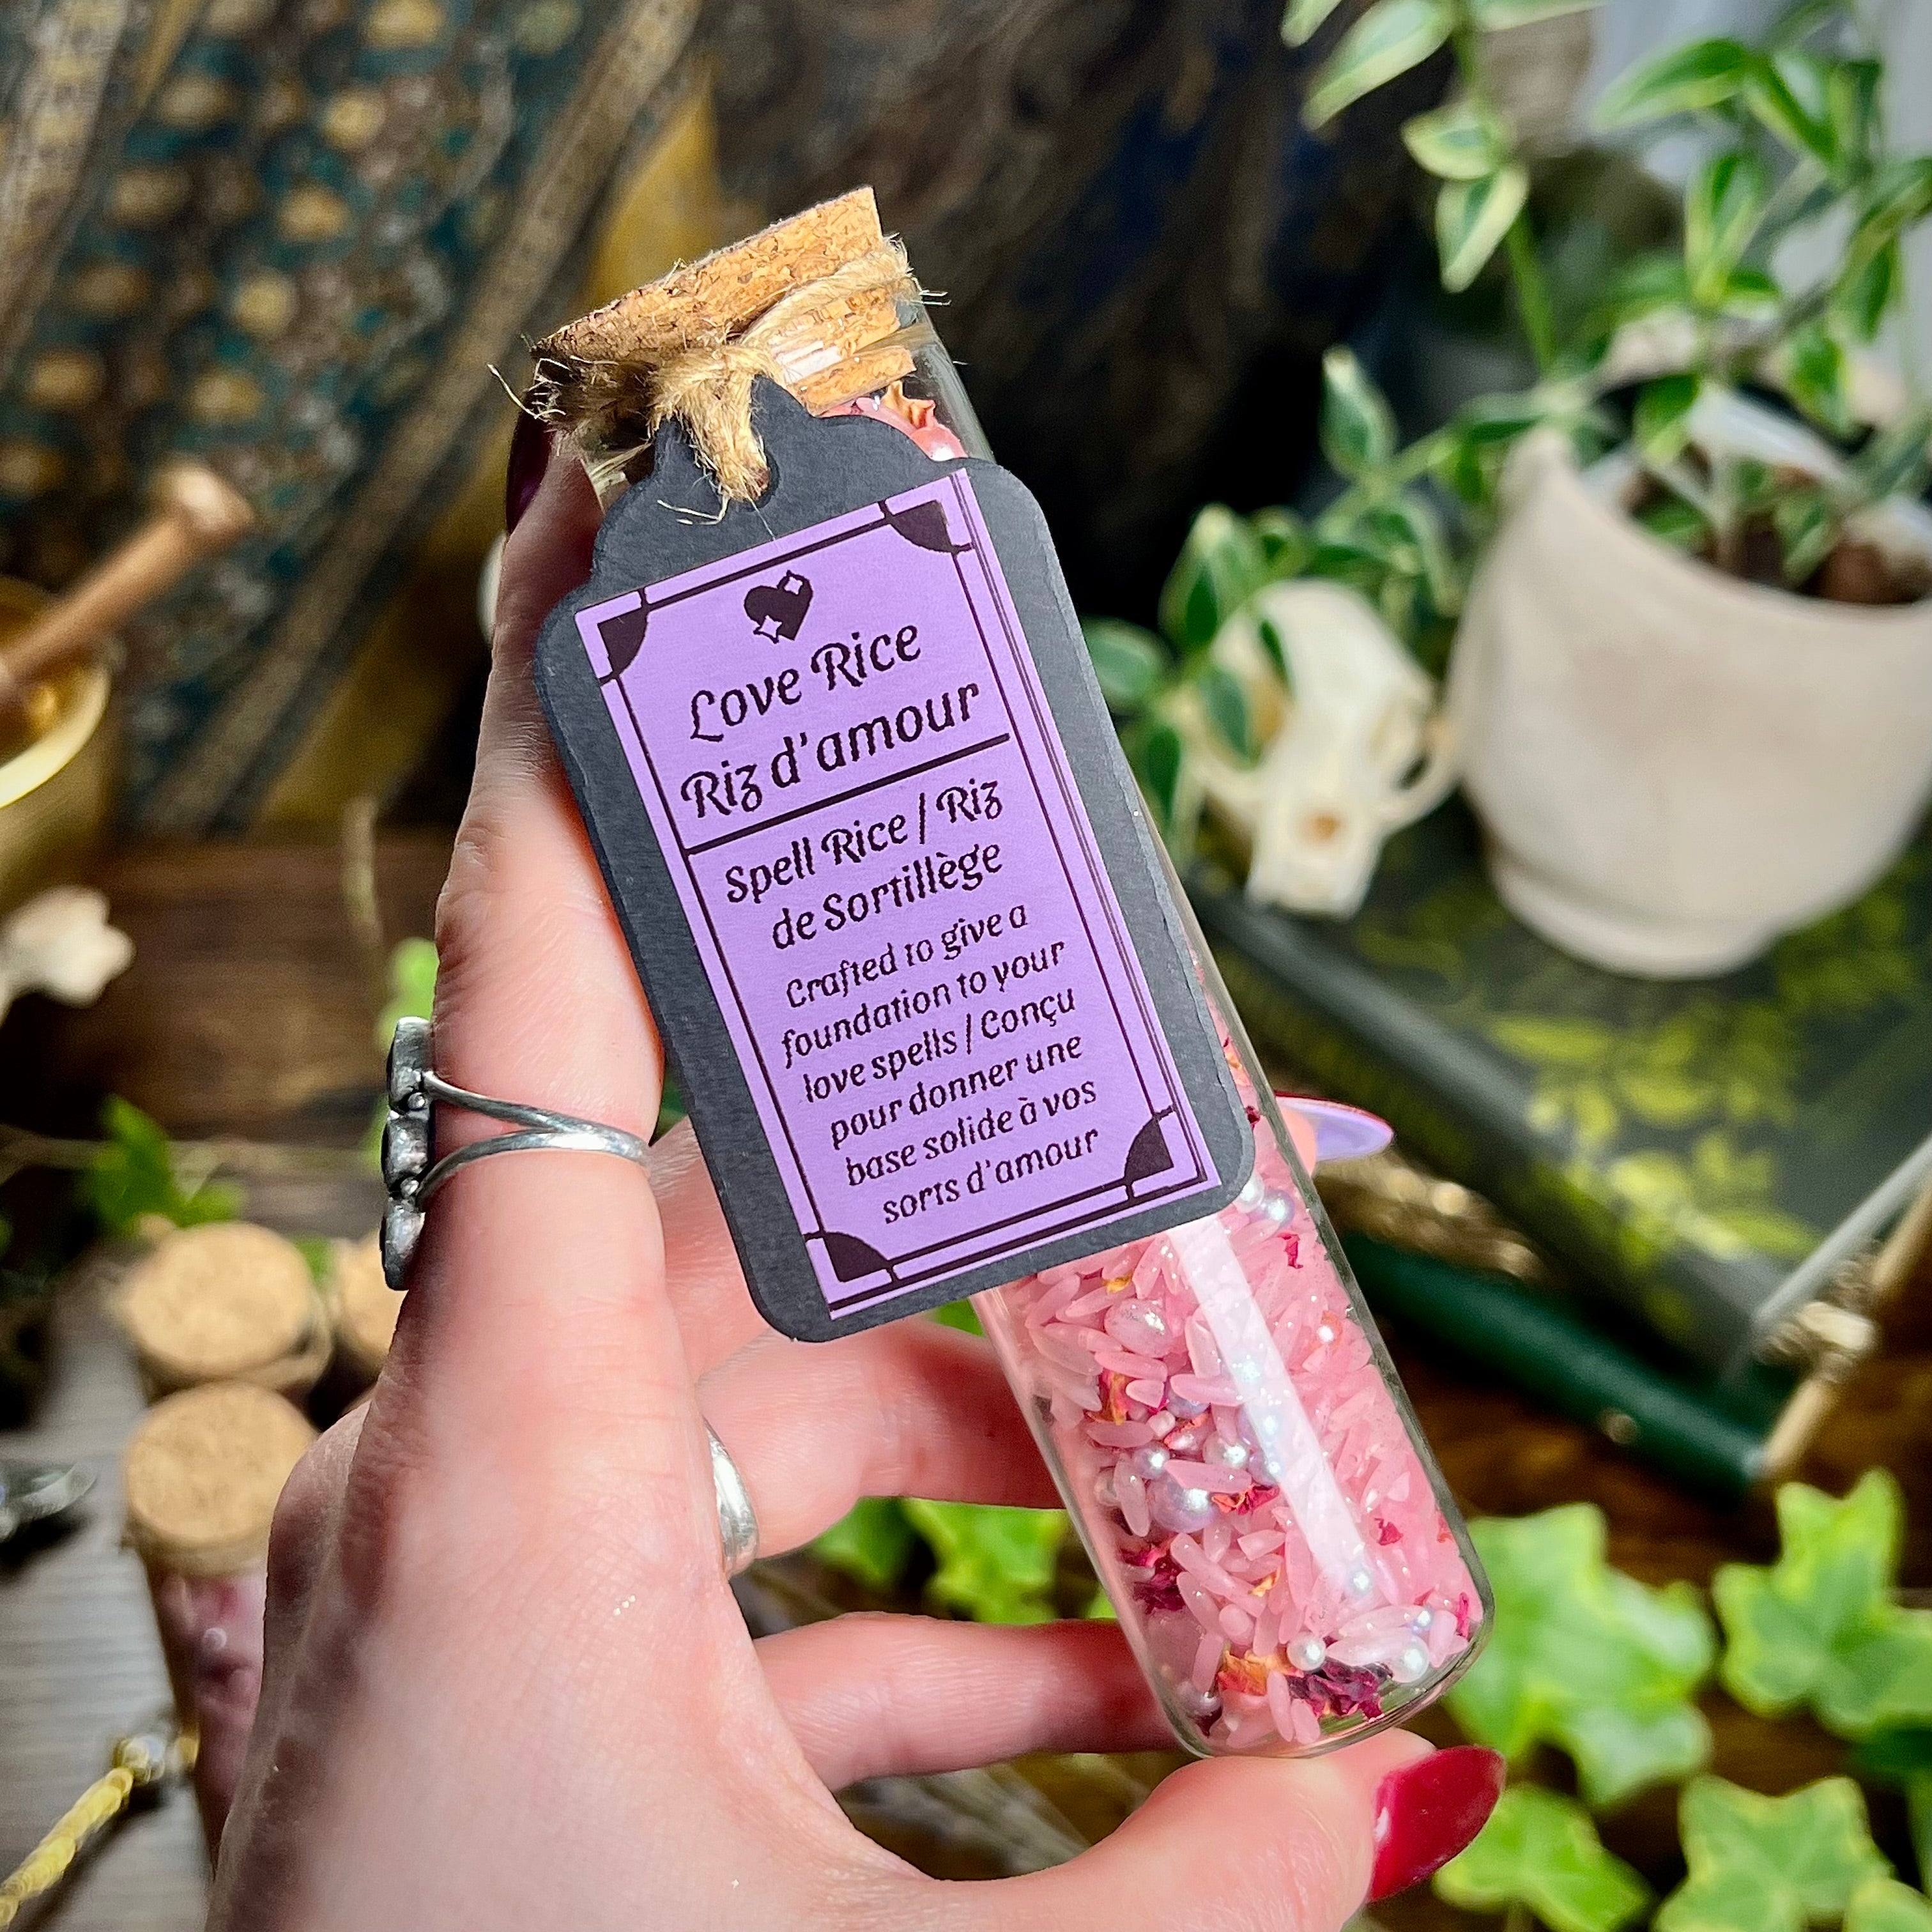 Love Rice
Riz d'amour
Spell Rice / Riz
de Sortillège
Crafted to give a
foundation to your
love spells / Conçu
pour donner une
base solide à vos
sorts d'amour